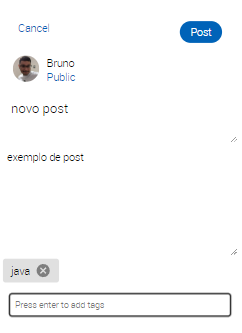 Cancel Post
Bruno
Public
novo post
exemplo de post
java
Press enter to add tags